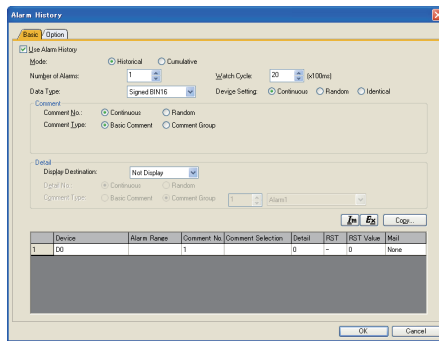 Alarm History
Basic Option
Use Alarm History
Mode: Historical Cumulative
Number of Alarms: 1 Watch Cycle: 20 (x100ms)
Data Type: Signed BIN16 Device Setting: Continuous Random Identical
Comment
Comment No.: Continuous Random
Comment Type: Basic Comment Comment Group
Detail
Display Destination: Not Display
Detail No.: Continuous Random
Comment Type: Basic Comment Comment Group 1 Alarm1
Im Ex Copy...
Device Alarm Range Comment No. Comment Selection Detail RST RST Value Mail
1 D0 1 0 - 0 None
OK Cancel